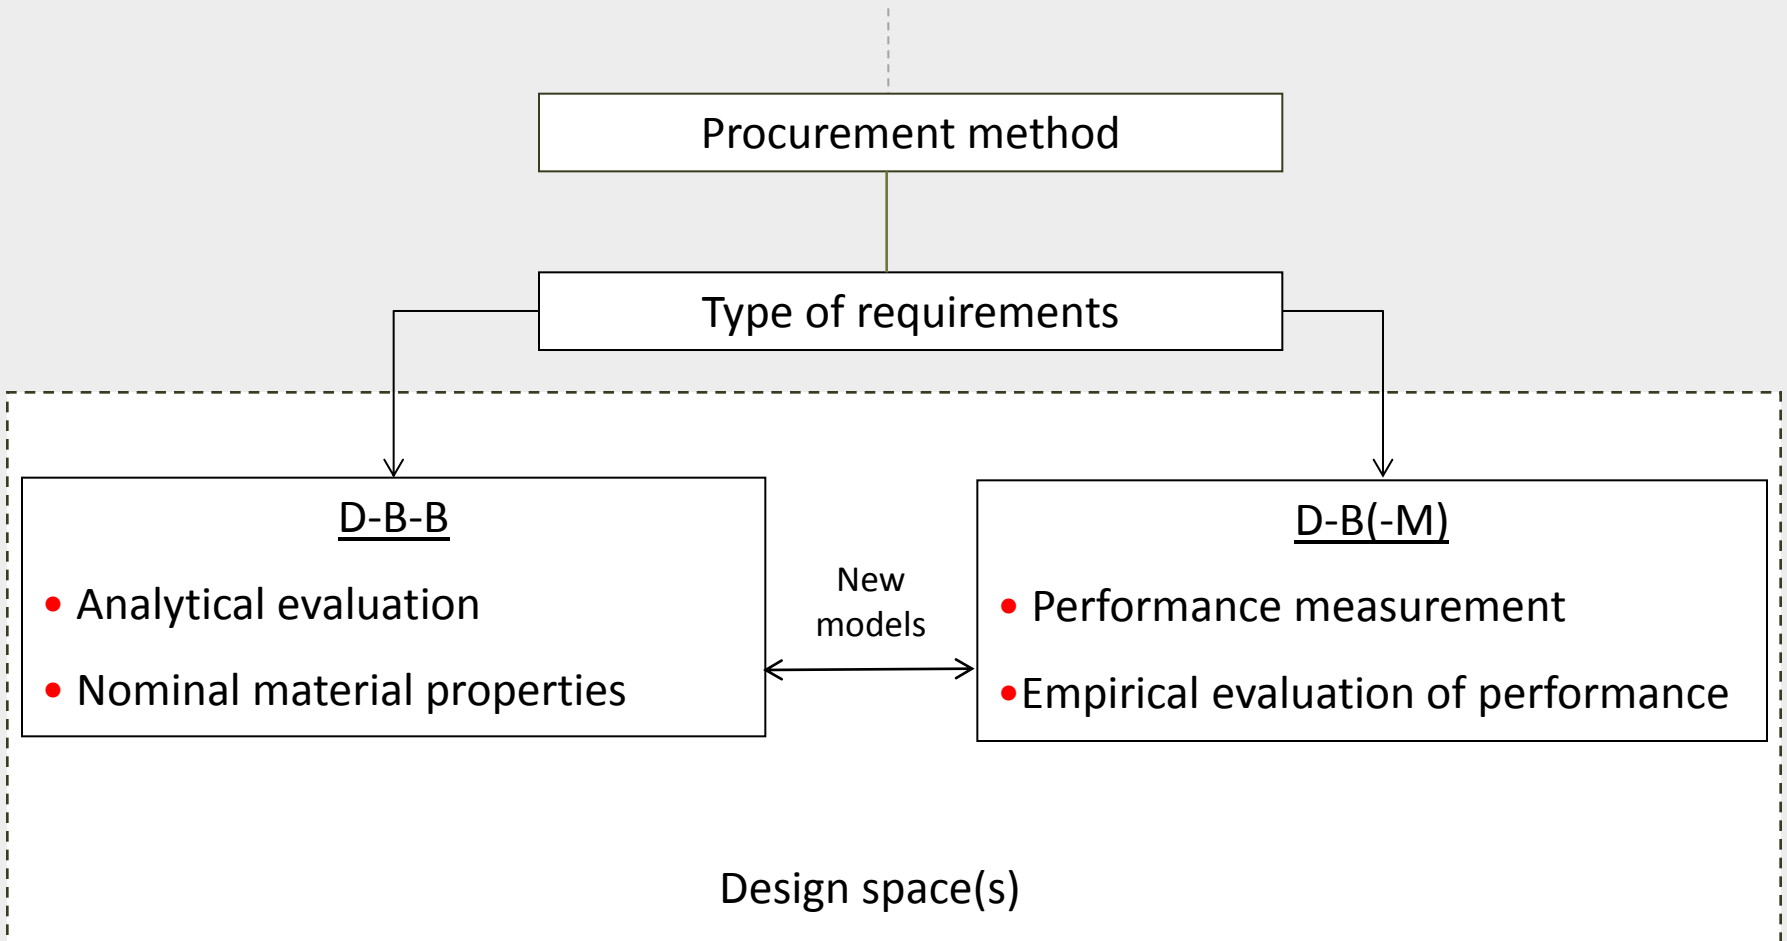 Procurement method
Type of requirements
D-B-B
• Analytical evaluation
• Nominal material properties
New
models
D-B(-M)
• Performance measurement
•Empirical evaluation of performance
Design space(s)